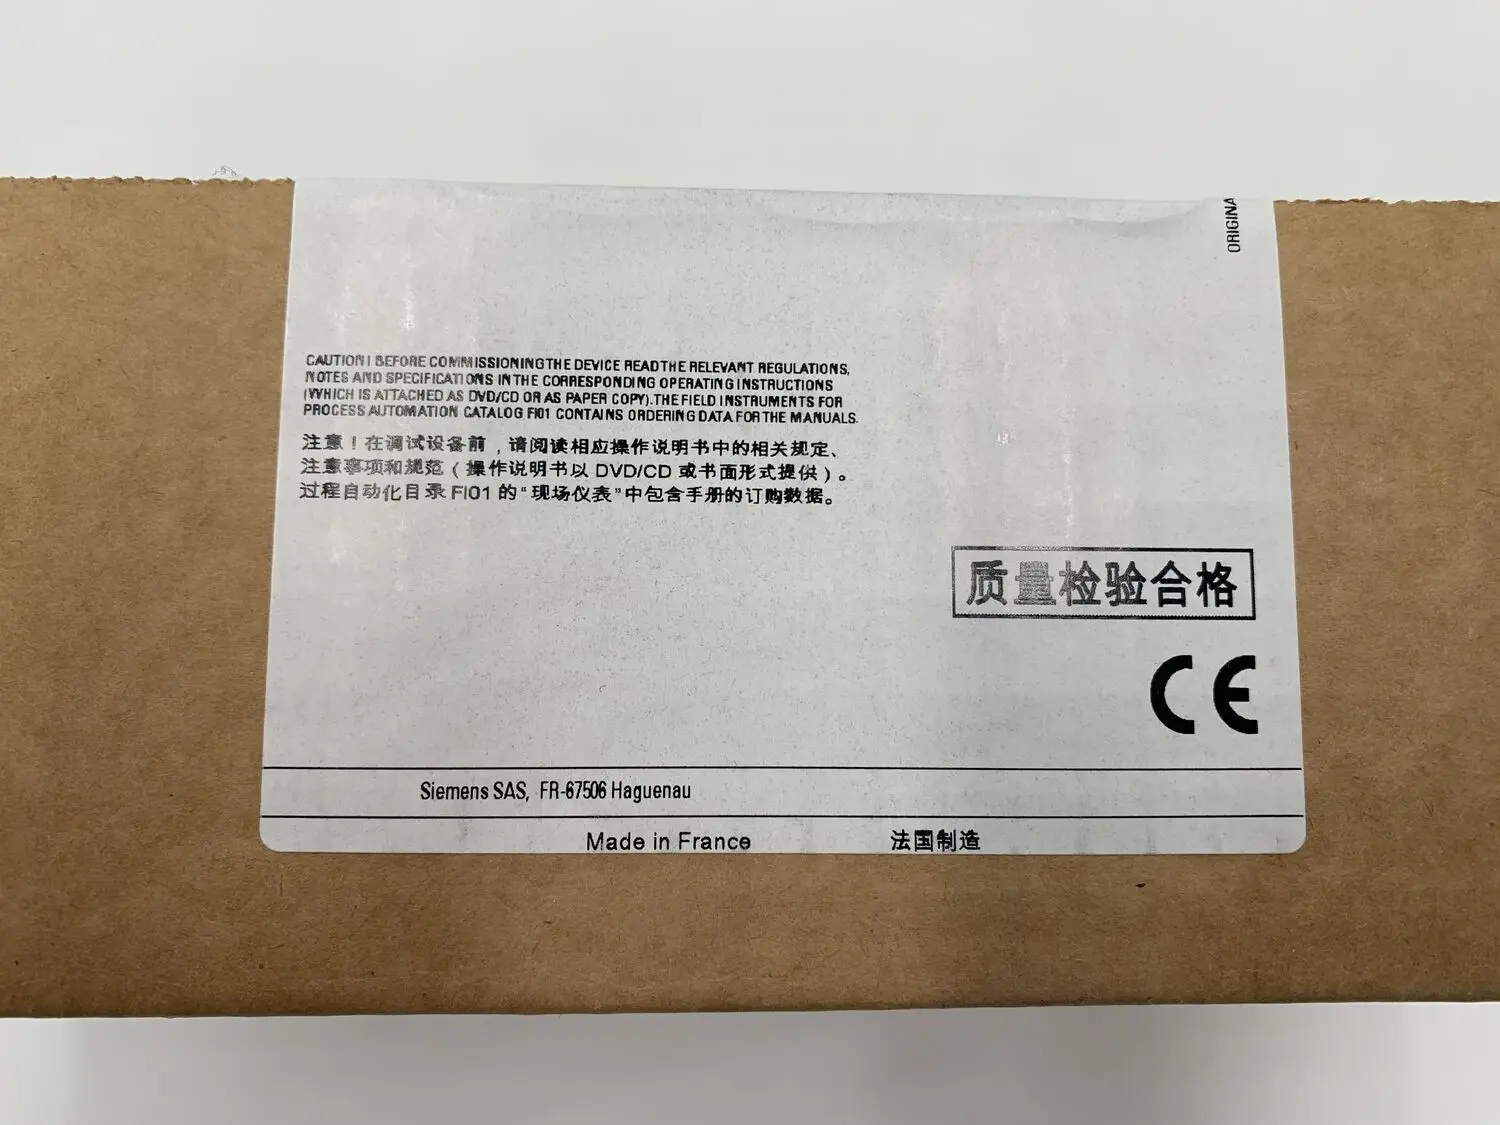 ORIGINA
CAUTION! BEFORE COMMISSIONING THE DEVICE READ THE RELEVANT REGULATIONS,
NOTES AND SPECIFICATIONS IN THE CORRESPONDING OPERATING INSTRUCTIONS
(WHICH IS ATTACHED AS DVD/CD OR AS PAPER COPY). THE FIELD INSTRUMENTS FOR
PROCESS AUTOMATION CATALOG FI01 CONTAINS ORDERING DATA FOR THE MANUALS.
注意！在调试设备前，请阅读相应操作说明书中的相关规定、
注意事项和规范（操作说明书以 DVD/CD 或书面形式提供）。
过程自动化目录 FI01 的“现场仪表”中包含手册的订购数据。
质量检验合格
CE
Siemens SAS, FR-67506 Haguenau
Made in France 法国制造